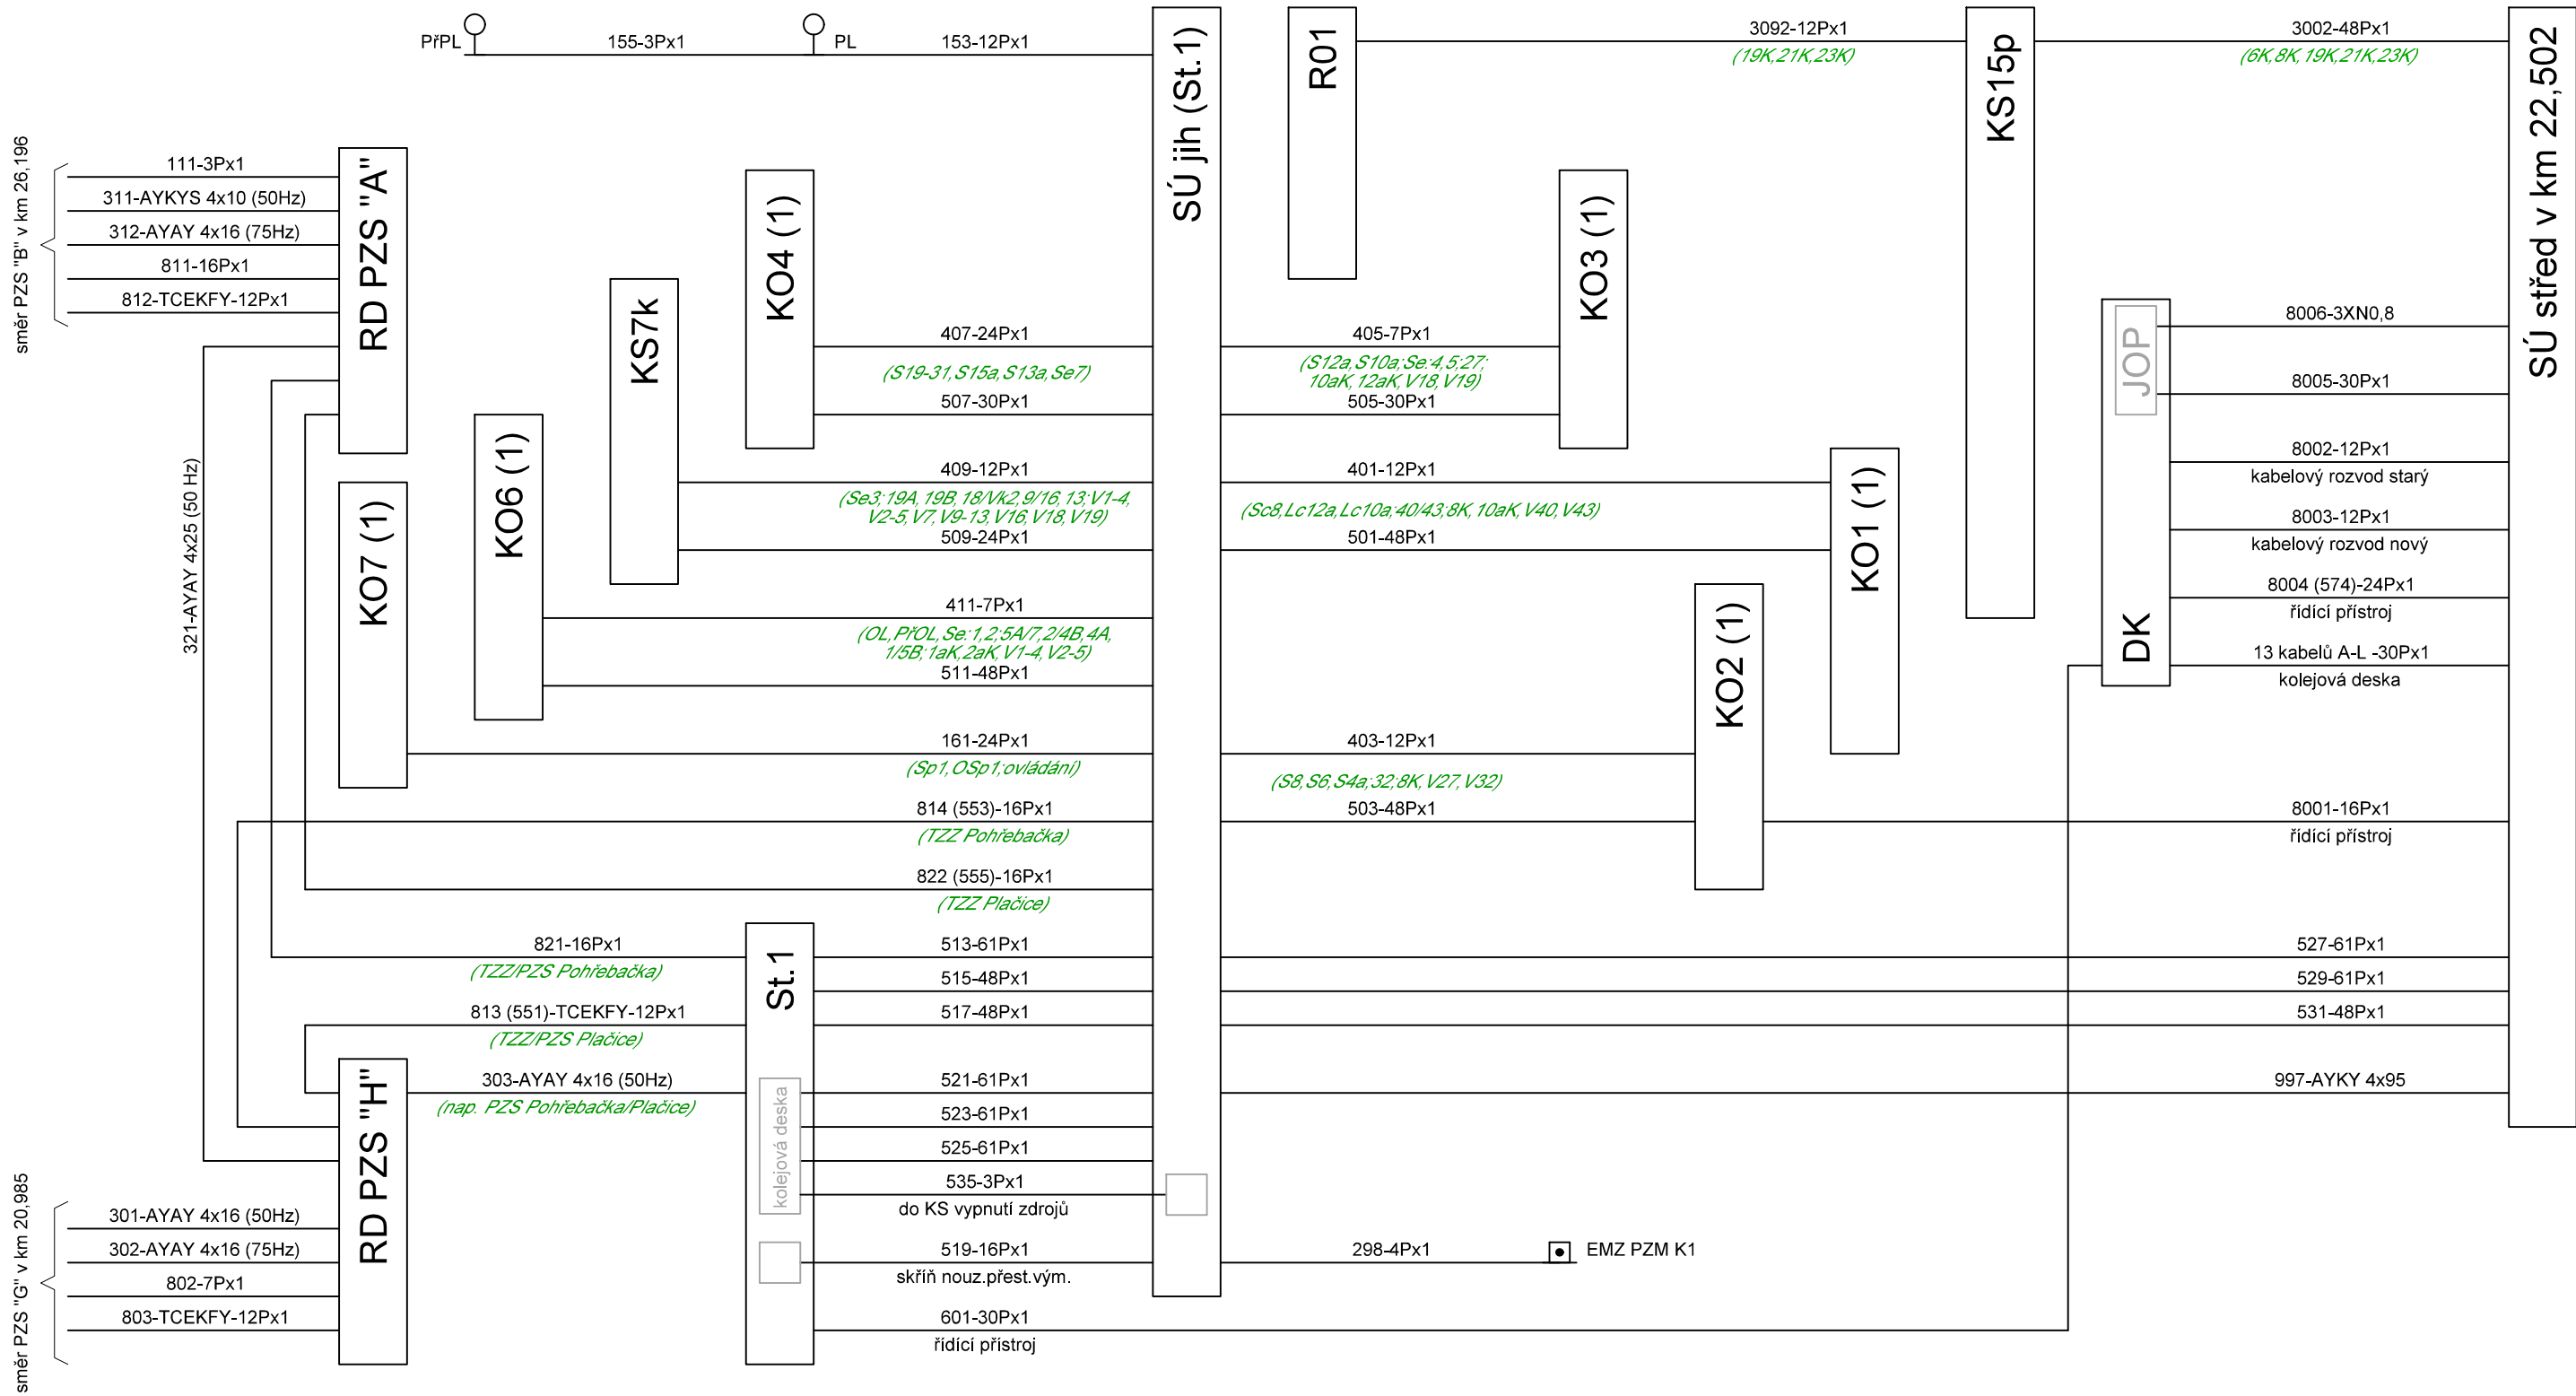 PřPL
155-3Px1
PL
153-12Px1
SÚ jih (St.1)
R01
3092-12Px1
(19K,21K,23K)
KS15p
3002-48Px1
(6K,8K,19K,21K,23K)
SÚ střed v km 22,502
směr PZS "B" v km 26,196
111-3Px1
311-AYKYS 4x10 (50Hz)
312-AYAY 4x16 (75Hz)
811-16Px1
812-TCEKFY-12Px1
RD PZS "A"
321-AYAY 4x25 (50 Hz)
KO7 (1)
KO6 (1)
KS7k
KO4 (1)
407-24Px1
(S19-31,S15a,S13a,Se7)
507-30Px1
409-12Px1
(Se3;19A,19B,18/Vk2,9/16,13;V1-4,
V2-5,V7,V9-13,V16,V18,V19)
509-24Px1
411-7Px1
(OL,PřOL,Se:1,2;5A/7,2/4B,4A,
1/5B;1aK,2aK,V1-4,V2-5)
511-48Px1
161-24Px1
(Sp1,OSp1;ovládání)
814 (553)-16Px1
(TZZ Pohřebačka)
822 (555)-16Px1
(TZZ Plačice)
405-7Px1
(S12a,S10a;Se:4,5;27;
10aK,12aK,V18,V19)
505-30Px1
KO3 (1)
401-12Px1
(Sc8,Lc12a,Lc10a;40/43;8K,10aK,V40,V43)
501-48Px1
KO1 (1)
403-12Px1
(S8,S6,S4a;32;8K,V27,V32)
503-48Px1
KO2 (1)
JOP
DK
8006-3XN0,8
8005-30Px1
8002-12Px1
kabelový rozvod starý
8003-12Px1
kabelový rozvod nový
8004 (574)-24Px1
řídící přístroj
13 kabelů A-L -30Px1
kolejová deska
8001-16Px1
řídící přístroj
821-16Px1
(TZZ/PZS Pohřebačka)
813 (551)-TCEKFY-12Px1
(TZZ/PZS Plačice)
303-AYAY 4x16 (50Hz)
(nap. PZS Pohřebačka/Plačice)
RD PZS "H"
St.1
kolejová deska
513-61Px1
515-48Px1
517-48Px1
521-61Px1
523-61Px1
525-61Px1
535-3Px1
do KS vypnutí zdrojů
519-16Px1
skříň nouz.přest.vým.
601-30Px1
řídící přístroj
527-61Px1
529-61Px1
531-48Px1
997-AYKY 4x95
298-4Px1
EMZ PZM K1
směr PZS "G" v km 20,985
301-AYAY 4x16 (50Hz)
302-AYAY 4x16 (75Hz)
802-7Px1
803-TCEKFY-12Px1